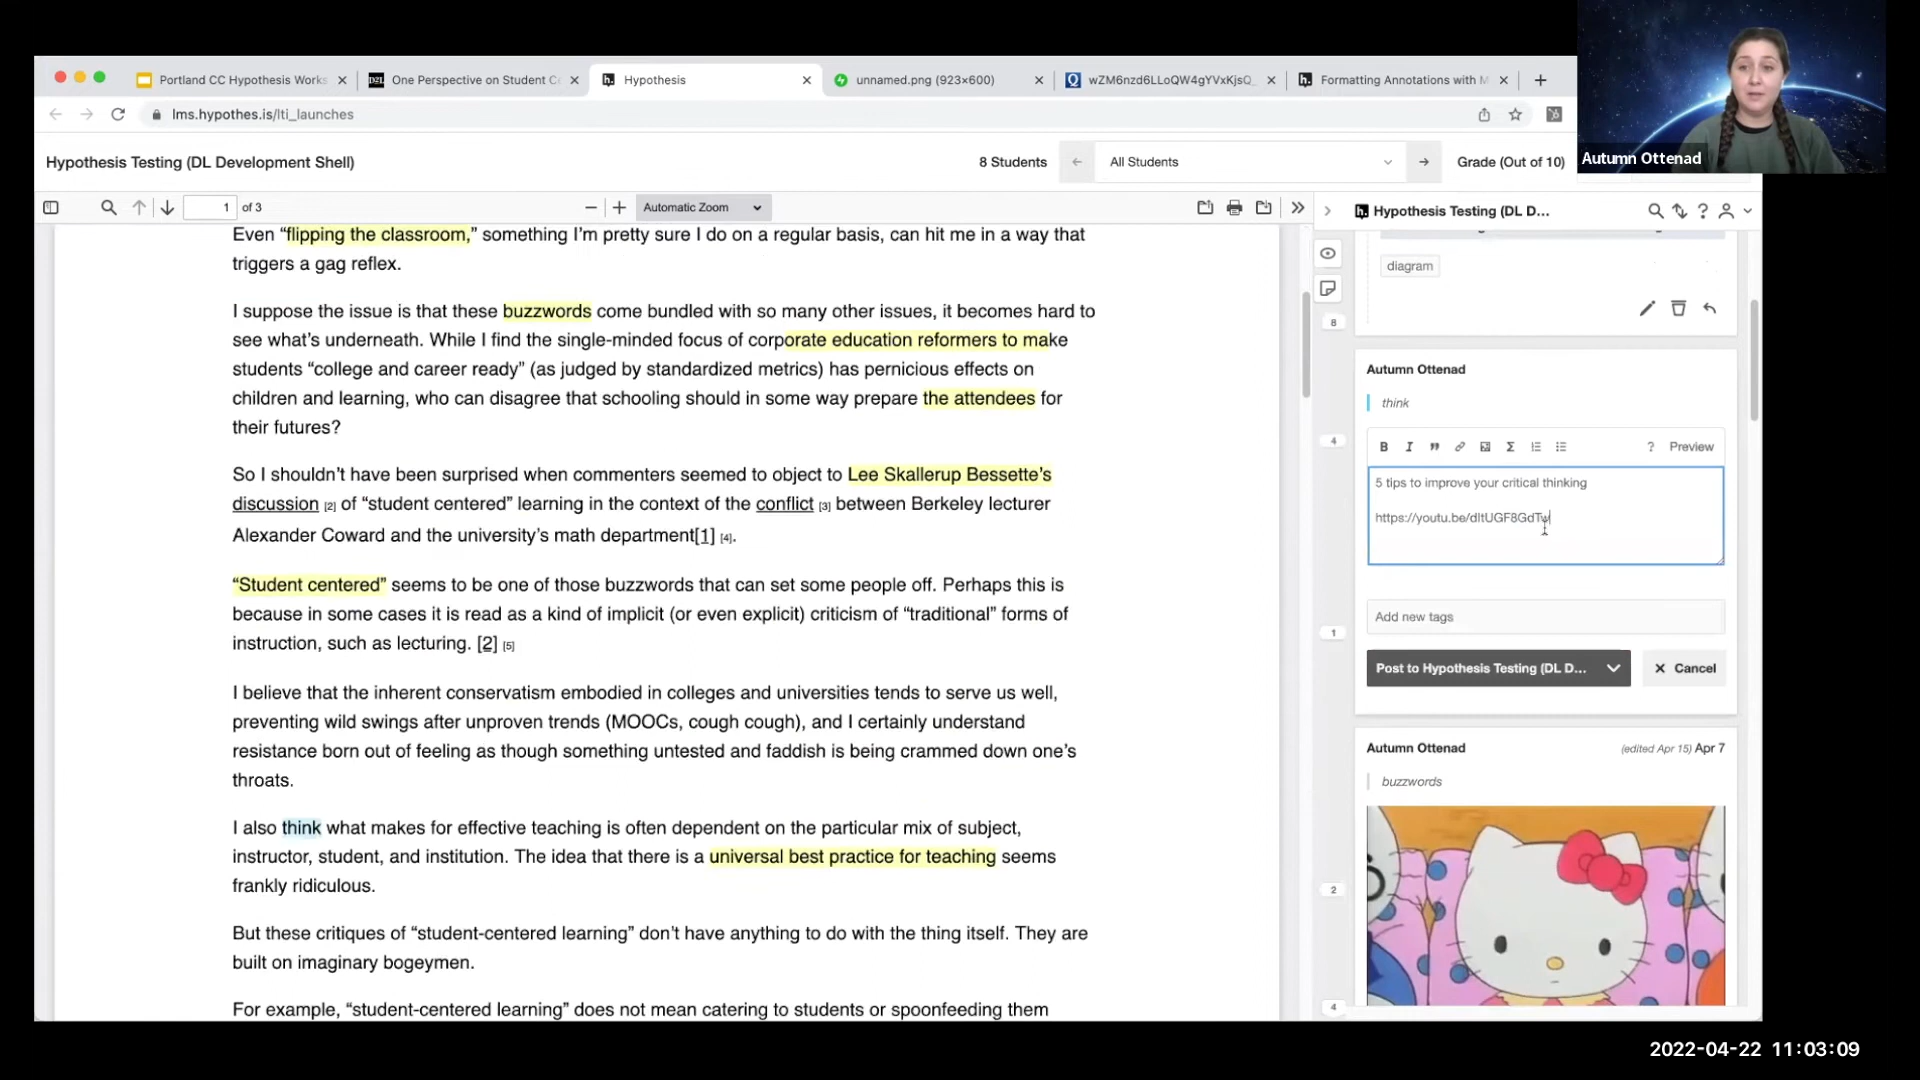 Portland CC Hypothesis Works
One Perspective on Student C
Hypothesis
unnamed.png (923×600)
wZM6nzd6LLoQW4gYVxKjsQ_
Formatting Annotations with M
lms.hypothes.is/lti_launches
Autumn Ottenad
Hypothesis Testing (DL Development Shell)
8 Students
All Students
Grade (Out of 10)
1 of 3
Automatic Zoom
Hypothesis Testing (DL D...
Even “flipping the classroom,” something I’m pretty sure I do on a regular basis, can hit me in a way that
triggers a gag reflex.
I suppose the issue is that these buzzwords come bundled with so many other issues, it becomes hard to
see what’s underneath. While I find the single-minded focus of corporate education reformers to make
students “college and career ready” (as judged by standardized metrics) has pernicious effects on
children and learning, who can disagree that schooling should in some way prepare the attendees for
their futures?
So I shouldn’t have been surprised when commenters seemed to object to Lee Skallerup Bessette’s
discussion [2] of “student centered” learning in the context of the conflict [3] between Berkeley lecturer
Alexander Coward and the university’s math department[1] [4].
“Student centered” seems to be one of those buzzwords that can set some people off. Perhaps this is
because in some cases it is read as a kind of implicit (or even explicit) criticism of “traditional” forms of
instruction, such as lecturing. [2] [5]
I believe that the inherent conservatism embodied in colleges and universities tends to serve us well,
preventing wild swings after unproven trends (MOOCs, cough cough), and I certainly understand
resistance born out of feeling as though something untested and faddish is being crammed down one’s
throats.
I also think what makes for effective teaching is often dependent on the particular mix of subject,
instructor, student, and institution. The idea that there is a universal best practice for teaching seems
frankly ridiculous.
But these critiques of “student-centered learning” don’t have anything to do with the thing itself. They are
built on imaginary bogeymen.
For example, “student-centered learning” does not mean catering to students or spoonfeeding them
8
4
1
2
4
diagram
Autumn Ottenad
think
B I Σ ? Preview
5 tips to improve your critical thinking
https://youtu.be/dItUGF8GdTw
Add new tags
Post to Hypothesis Testing (DL D...
Cancel
Autumn Ottenad
(edited Apr 15) Apr 7
buzzwords
2022-04-22 11:03:09